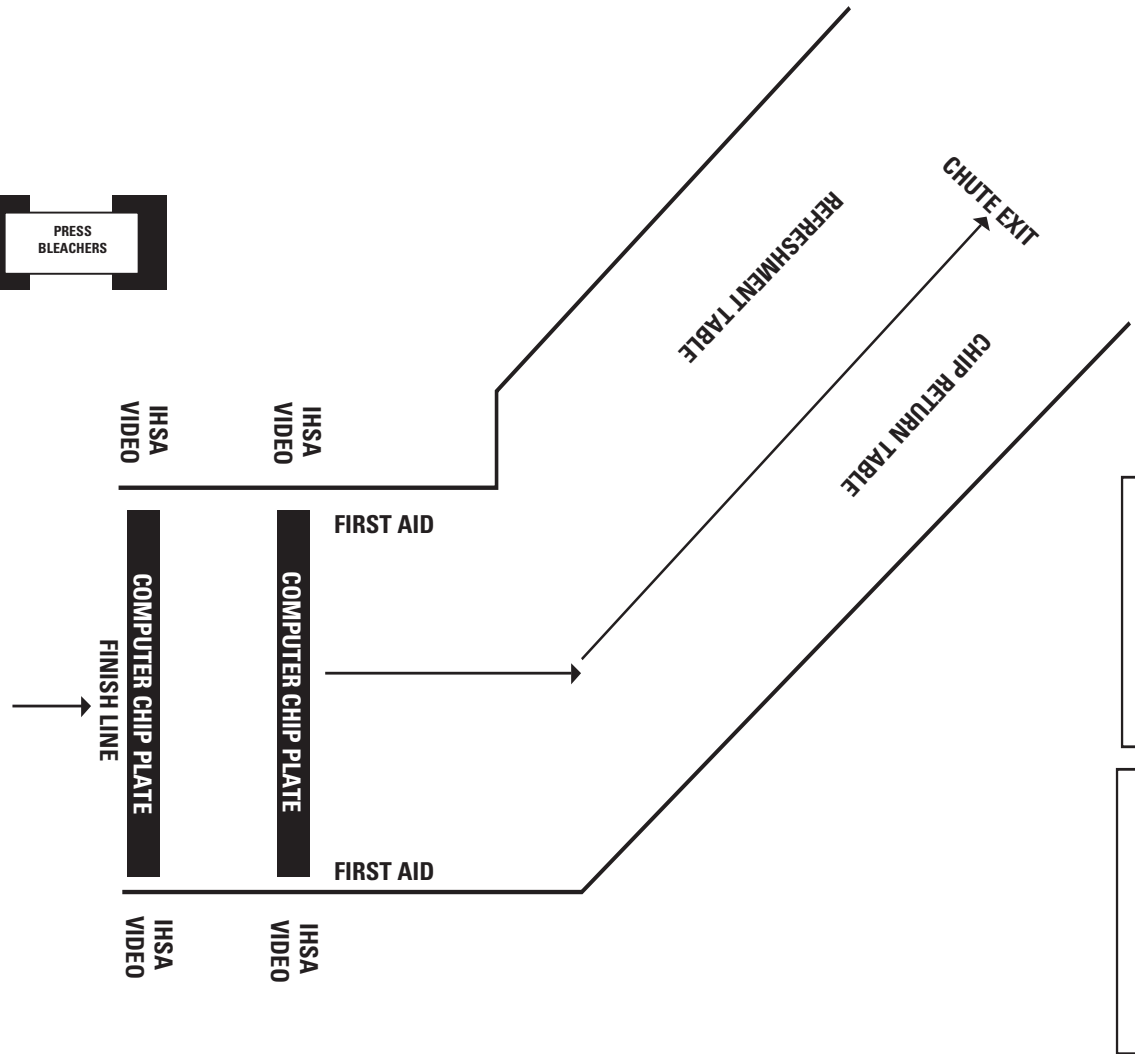 PRESS
BLEACHERS
CHUTE EXIT
REFRESHMENT TABLE
CHIP RETURN TABLE
IHSA
VIDEO
IHSA
VIDEO
FIRST AID
FINISH LINE
COMPUTER CHIP PLATE
COMPUTER CHIP PLATE
FIRST AID
IHSA
VIDEO
IHSA
VIDEO